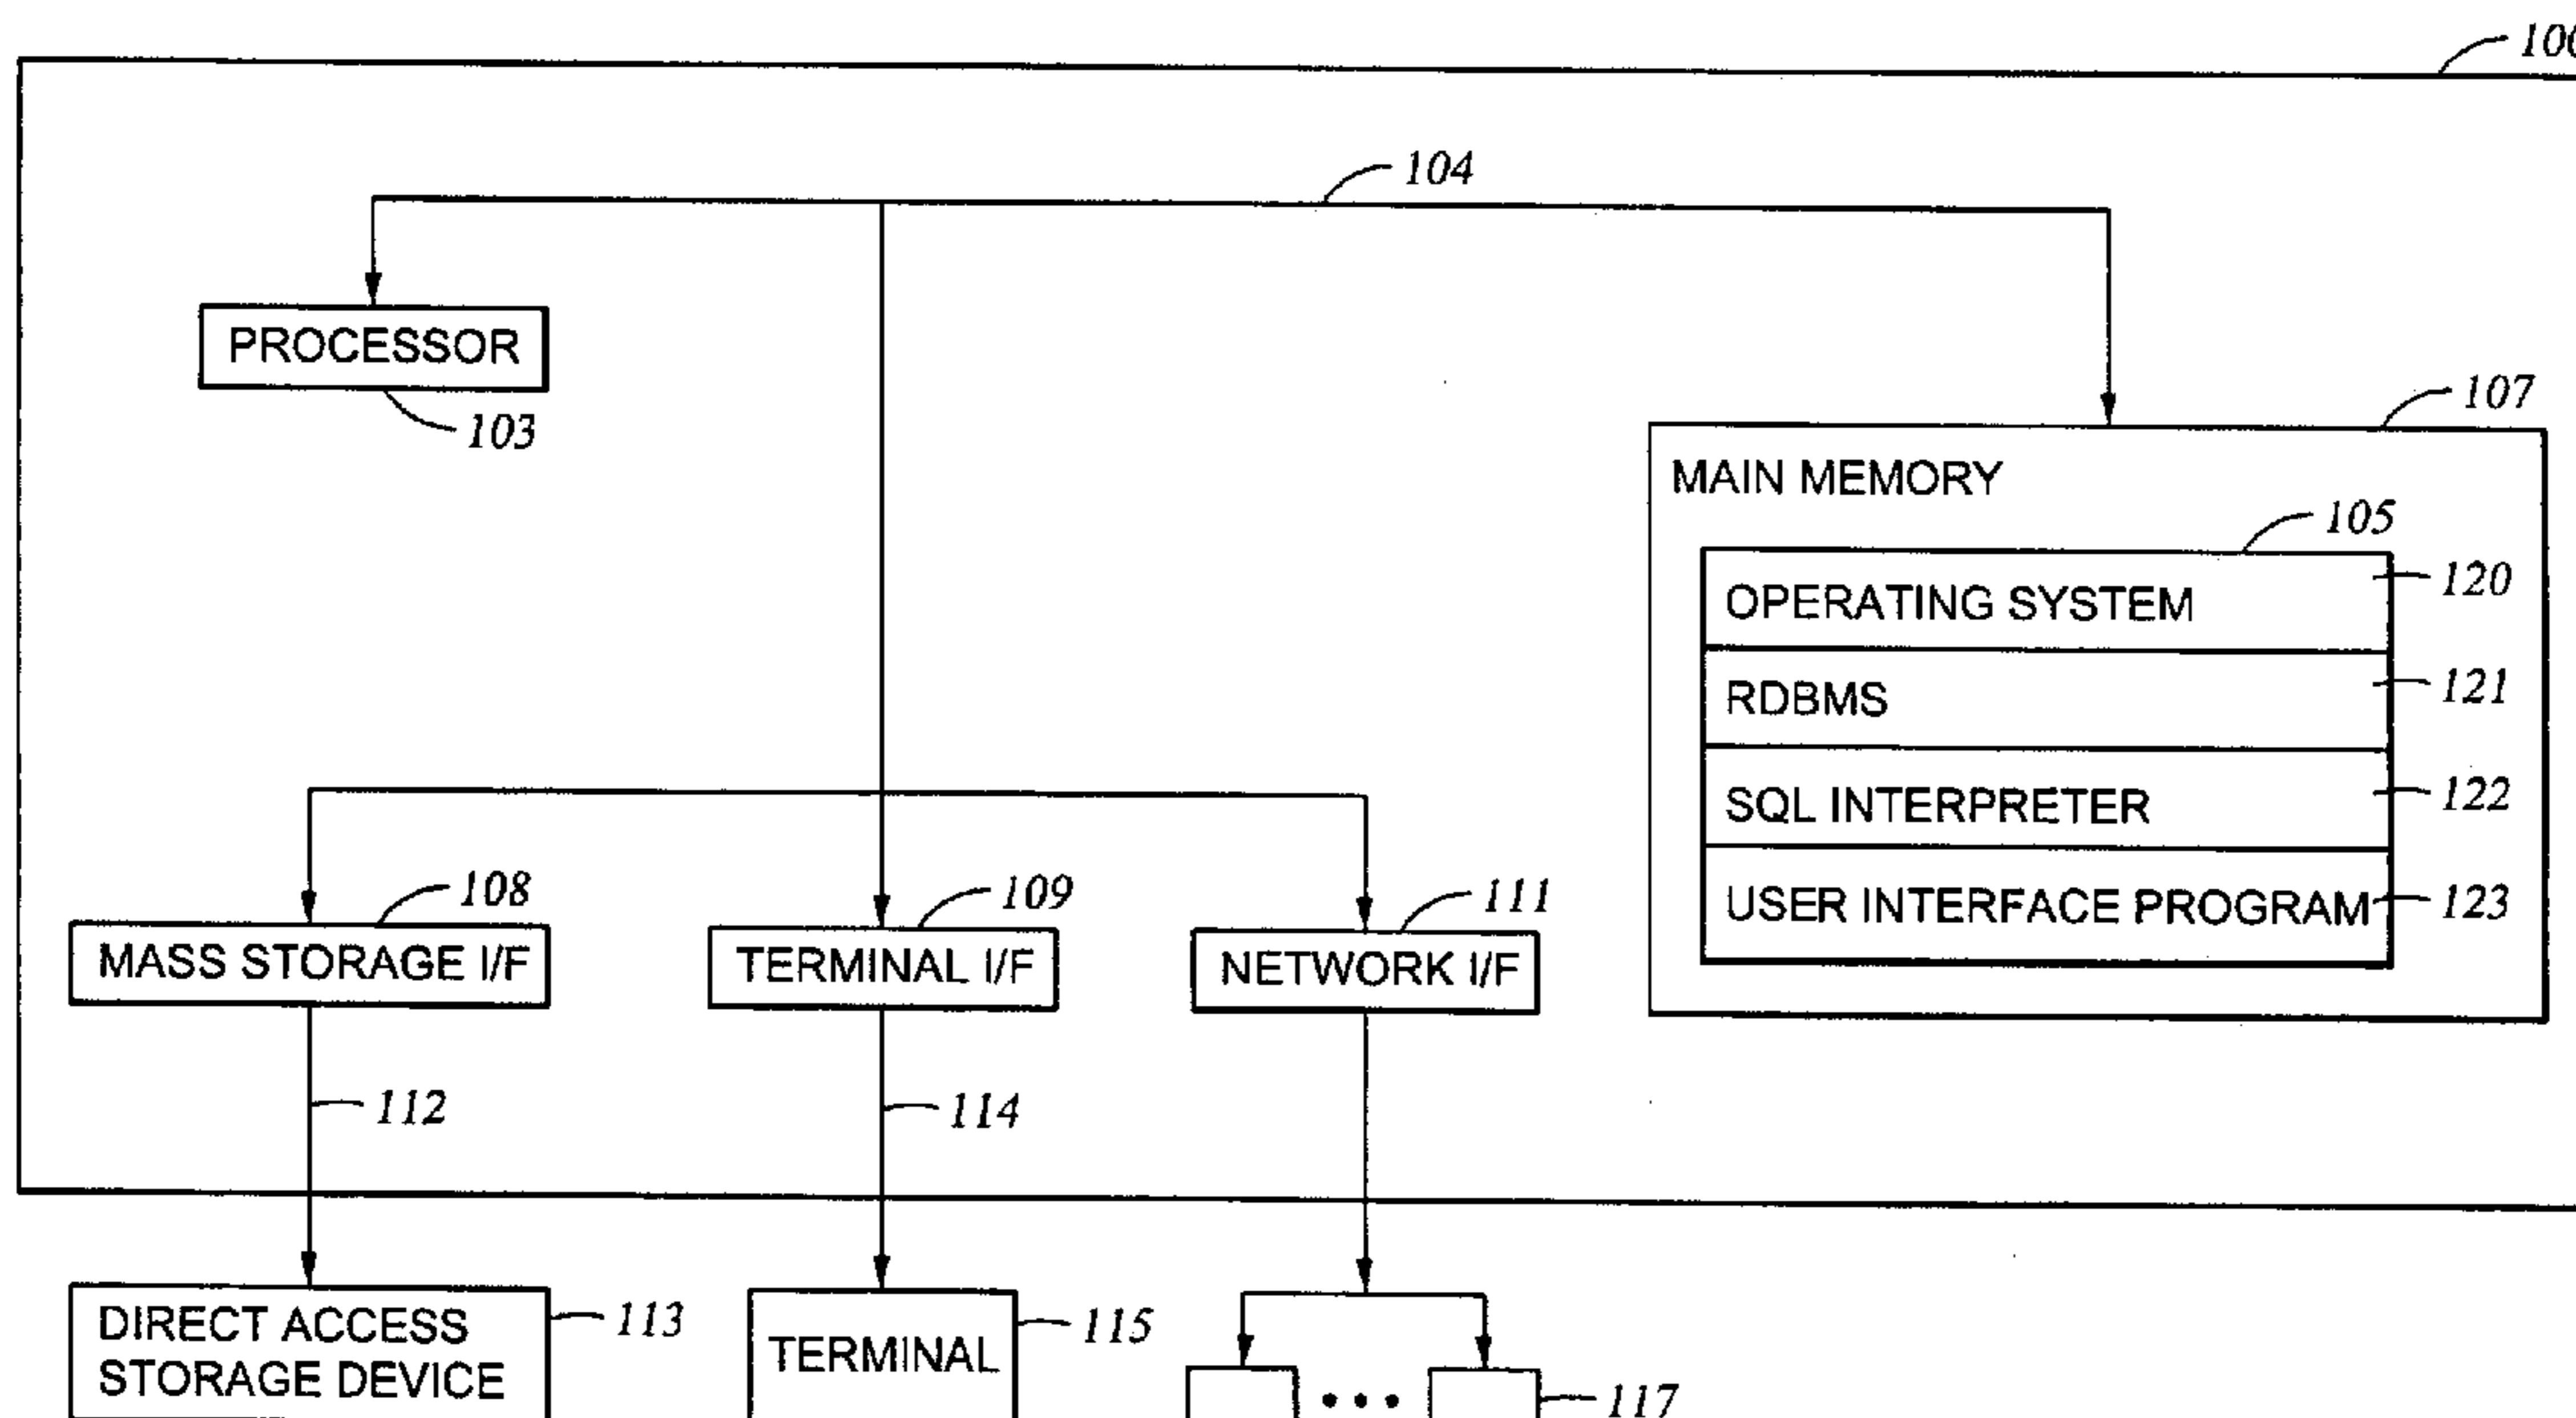 104
PROCESSOR
103
107
MAIN MEMORY
105
OPERATING SYSTEM
120
RDBMS
121
SQL INTERPRETER
122
USER INTERFACE PROGRAM
123
108
109
111
MASS STORAGE I/F
TERMINAL I/F
NETWORK I/F
112
114
DIRECT ACCESS
STORAGE DEVICE
113
TERMINAL
115
• • •
117